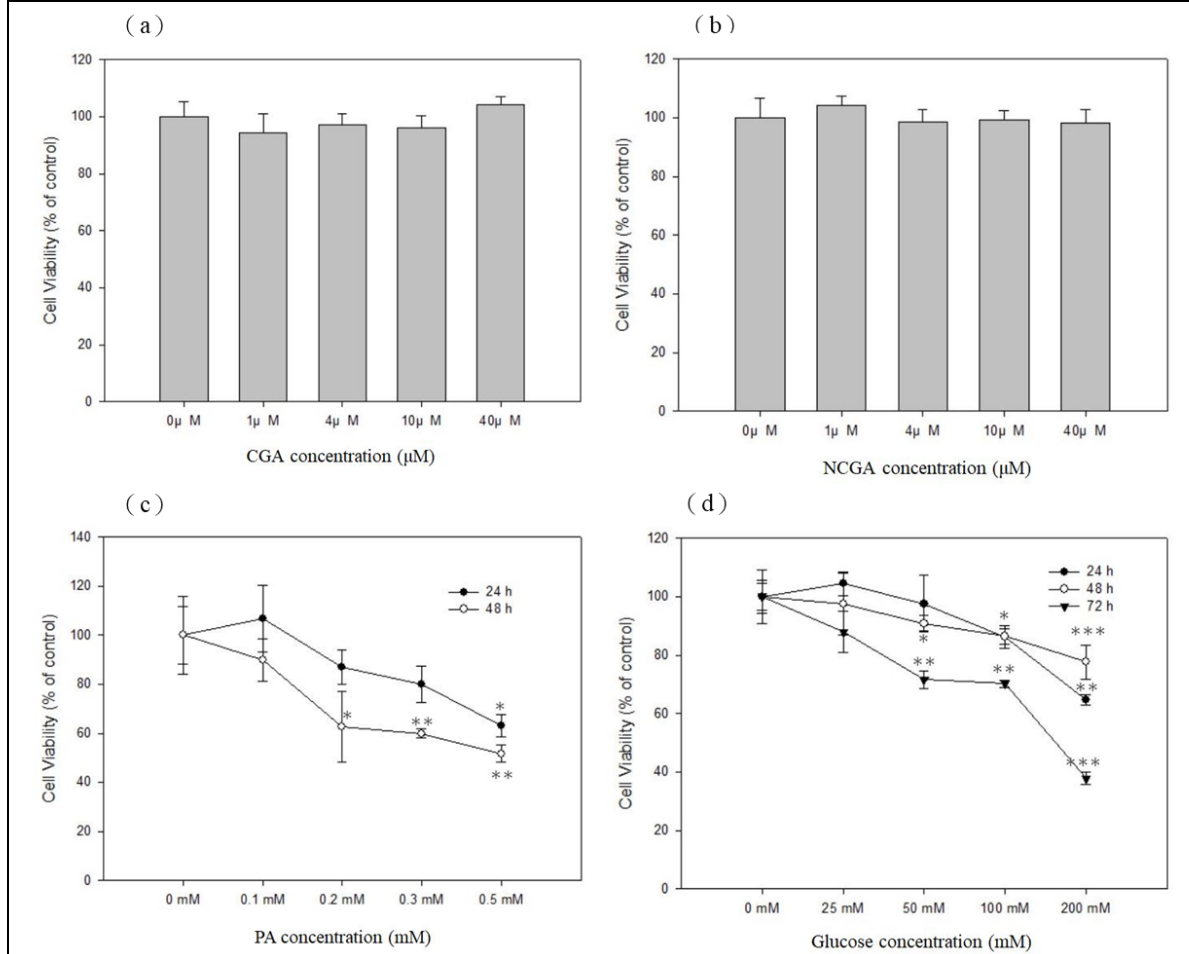 (a)
120
100
80
60
40
20
0
Cell Viability (% of control)
0μ M 1μ M 4μ M 10μ M 40μ M
CGA concentration (μM)
(b)
120
100
80
60
40
20
0
Cell Viability (% of control)
0μ M 1μ M 4μ M 10μ M 40μ M
NCGA concentration (μM)
(c)
140
120
100
80
60
40
20
0
Cell Viability (% of control)
24 h
48 h
*
*
**
**
0 mM 0.1 mM 0.2 mM 0.3 mM 0.5 mM
PA concentration (mM)
(d)
120
100
80
60
40
20
0
Cell Viability (% of control)
24 h
48 h
72 h
*
***
*
**
**
**
***
0 mM 25 mM 50 mM 100 mM 200 mM
Glucose concentration (mM)